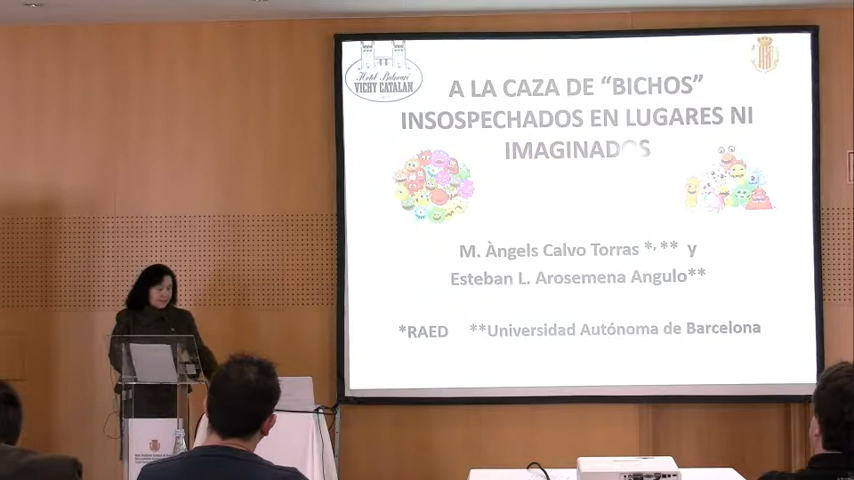 Hotel Balneari
VICHY CATALAN
A LA CAZA DE “BICHOS”
INSOSPECHADOS EN LUGARES NI
IMAGINADOS
M. Àngels Calvo Torras *,** y
Esteban L. Arosemena Angulo**
*RAED **Universidad Autónoma de Barcelona